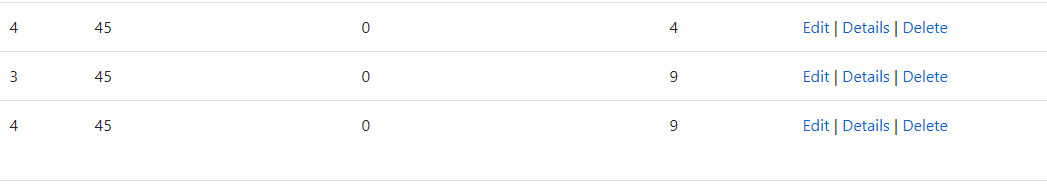 4 45 0 4 Edit | Details | Delete
3 45 0 9 Edit | Details | Delete
4 45 0 9 Edit | Details | Delete